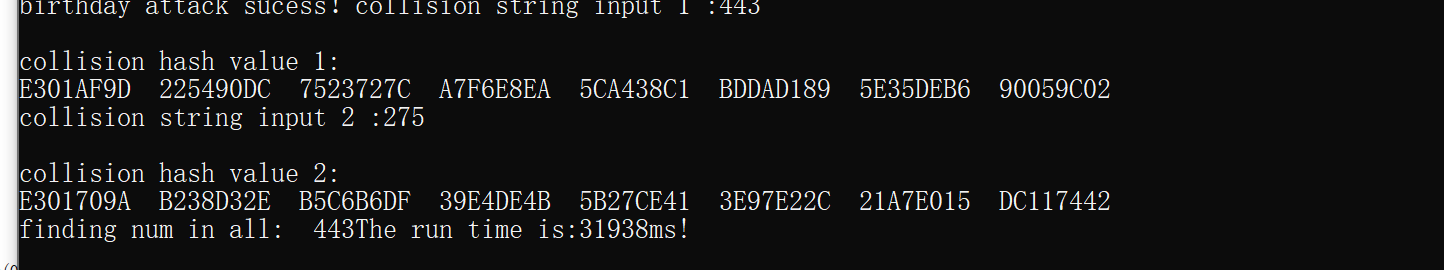 birthday attack sucess! collision string input 1 :443
collision hash value 1:
E301AF9D 225490DC 7523727C A7F6E8EA 5CA438C1 BDDAD189 5E35DEB6 90059C02
collision string input 2 :275
collision hash value 2:
E301709A B238D32E B5C6B6DF 39E4DE4B 5B27CE41 3E97E22C 21A7E015 DC117442
finding num in all: 443The run time is:31938ms!